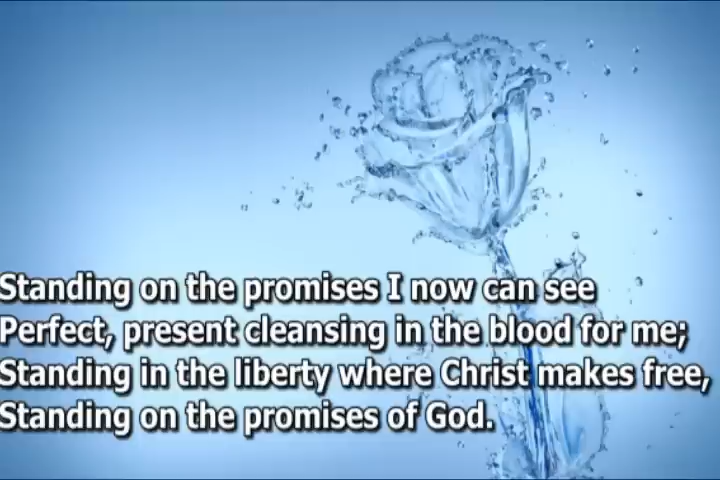 Standing on the promises I now can see
Perfect, present cleansing in the blood for me;
Standing in the liberty where Christ makes free,
Standing on the promises of God.